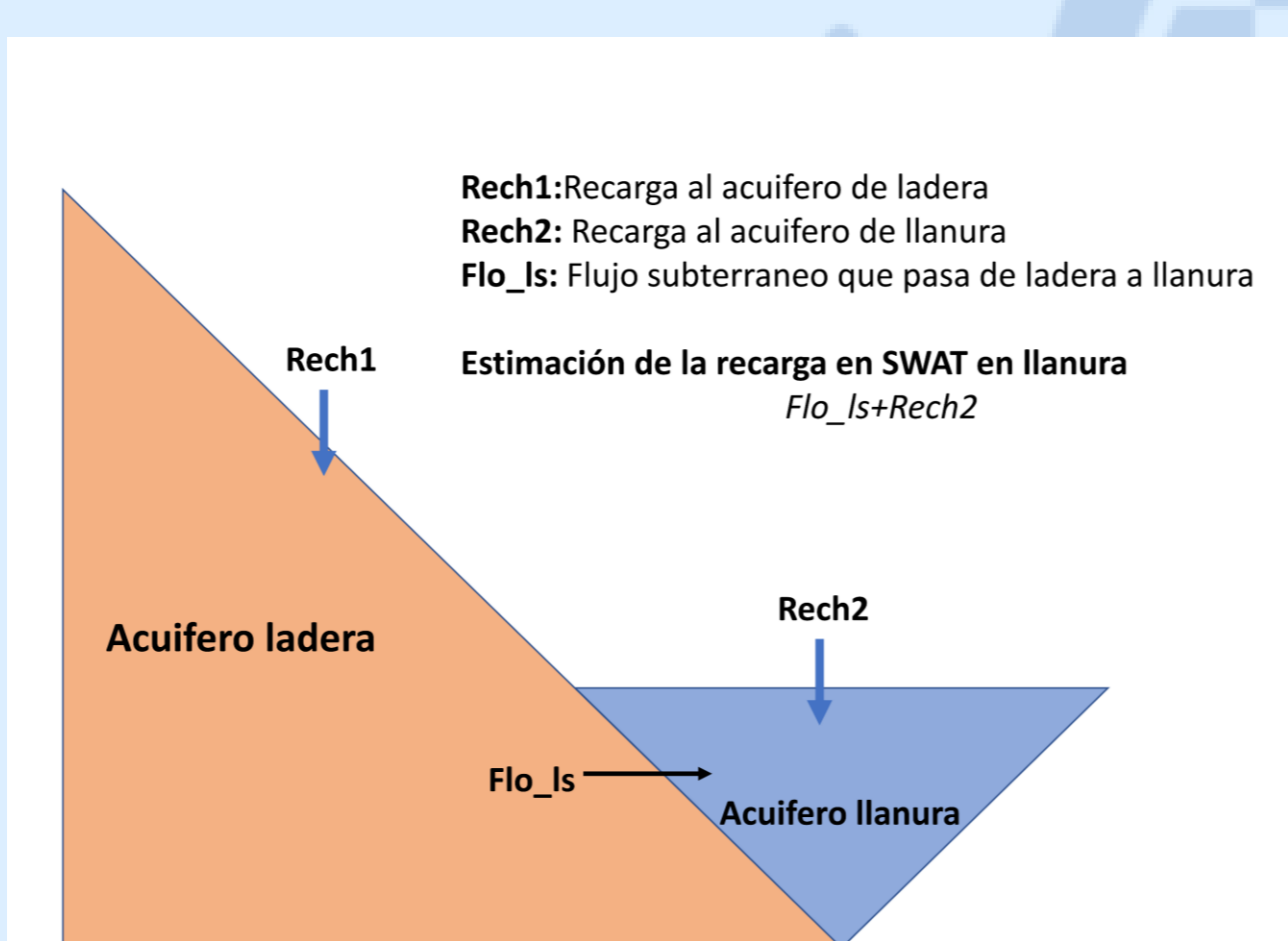 Rech1:Recarga al acuifero de ladera
Rech2: Recarga al acuifero de llanura
Flo_ls: Flujo subterraneo que pasa de ladera a llanura
Rech1
Estimación de la recarga en SWAT en llanura
Flo_ls+Rech2
Rech2
Acuifero ladera
Flo_ls
Acuifero llanura